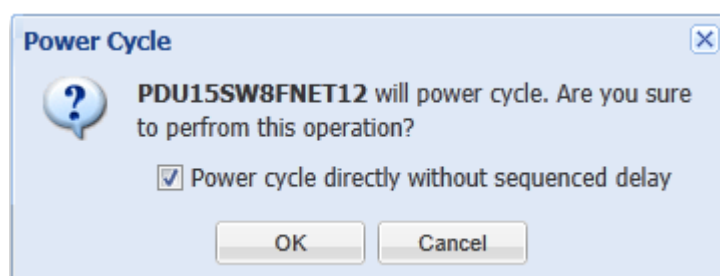 Power Cycle
PDU15SW8FNET12 will power cycle. Are you sure
to perfrom this operation?
Power cycle directly without sequenced delay
OK Cancel